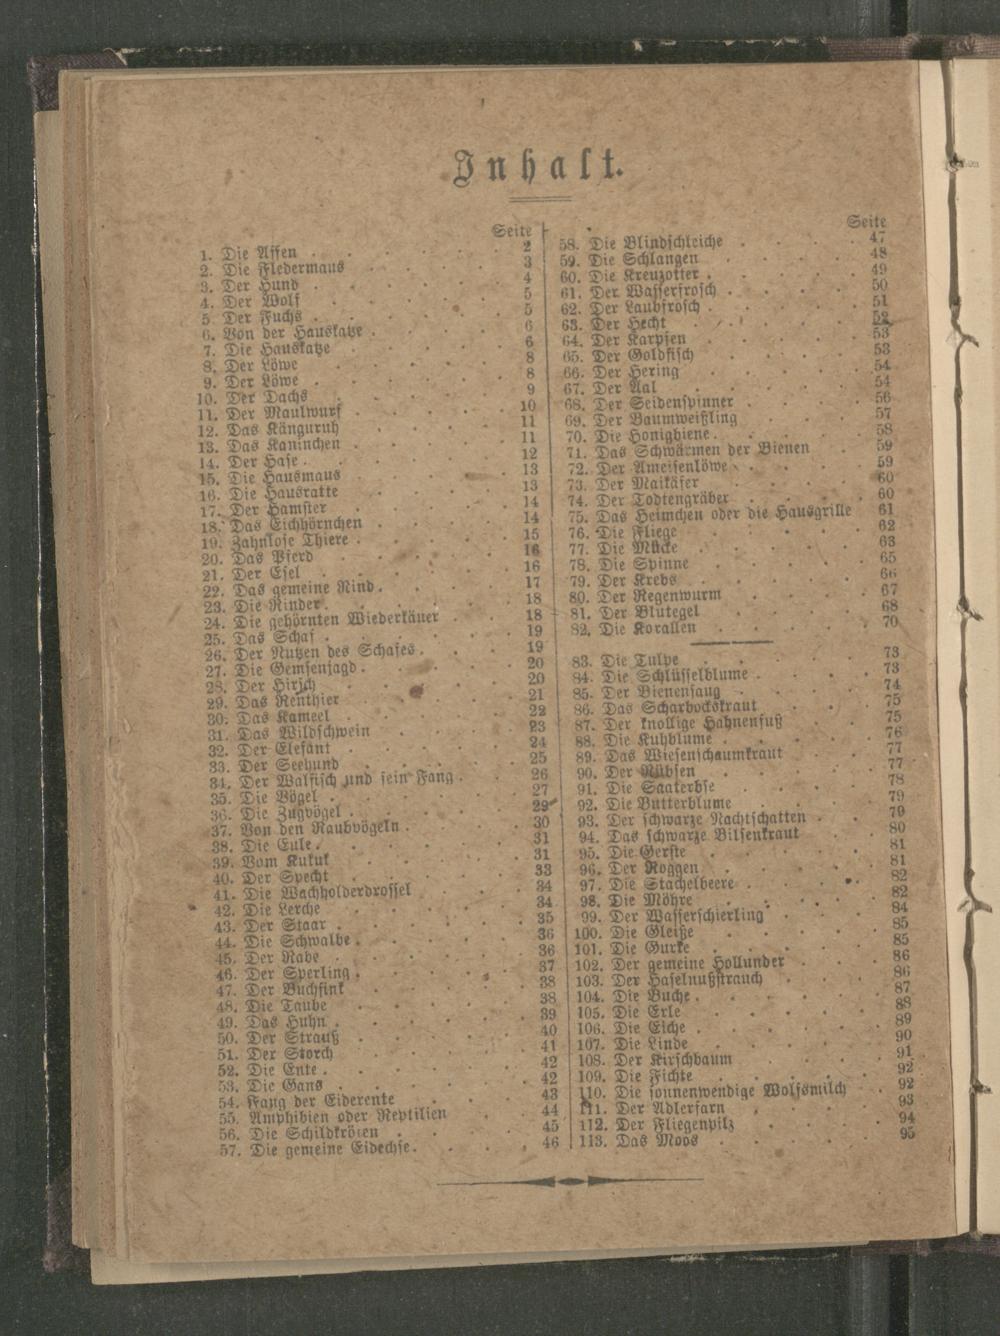 Inhalt.
Seite
1. Die Affen 2
2. Die Fledermaus 3
3. Der Hund 4
4. Der Wolf 5
5. Der Fuchs 5
6. Von der Hauskatze 6
7. Die Hauskatze 6
8. Der Löwe 8
9. Der Löwe 8
10. Der Dachs 9
11. Der Maulwurf 10
12. Das Känguruh 11
13. Das Kaninchen 11
14. Der Hase 12
15. Die Hausmaus 13
16. Die Hausratte 13
17. Der Hamster 14
18. Das Eichhörnchen 14
19. Zahnlose Thiere 15
20. Das Pferd 16
21. Der Esel 16
22. Das gemeine Rind 17
23. Die Rinder 18
24. Die gehörnten Wiederkäuer 18
25. Das Schaf 19
26. Der Nutzen des Schafes 19
27. Die Gemsenjagd 20
28. Der Hirsch 20
29. Das Renthier 21
30. Das Kameel 22
31. Das Wildschwein 23
32. Der Elefant 24
33. Der Seehund 25
34. Der Walfisch und sein Fang 26
35. Die Vögel 27
36. Die Zugvögel 29
37. Von den Raubvögeln 30
38. Die Eule 31
39. Vom Kukuk 31
40. Der Specht 33
41. Die Wachholderdrossel 34
42. Die Lerche 34
43. Der Staar 35
44. Die Schwalbe 36
45. Der Rabe 36
46. Der Sperling 37
47. Der Buchfink 38
48. Die Taube 38
49. Das Huhn 39
50. Der Strauß 40
51. Der Storch 41
52. Die Ente 42
53. Die Gans 42
54. Fang der Eiderente 43
55. Amphibien oder Reptilien 44
56. Die Schildkröten 45
57. Die gemeine Eidechse 46
Seite
58. Die Blindschleiche 47
59. Die Schlangen 48
60. Die Kreuzotter 49
61. Der Wasserfrosch 50
62. Der Laubfrosch 51
63. Der Hecht 52
64. Der Karpfen 53
65. Der Goldfisch 53
66. Der Hering 54
67. Der Aal 54
68. Der Seidenspinner 56
69. Der Baumweißling 57
70. Die Honigbiene 58
71. Das Schwärmen der Bienen 59
72. Der Ameisenlöwe 59
73. Der Maikäfer 60
74. Der Todtengräber 60
75. Das Heimchen oder die Hausgrille 61
76. Die Fliege 62
77. Die Mücke 63
78. Die Spinne 65
79. Der Krebs 66
80. Der Regenwurm 67
81. Der Blutegel 68
82. Die Korallen 70
83. Die Tulpe 73
84. Die Schlüsselblume 73
85. Der Bienensaug 74
86. Das Scharbockskraut 75
87. Der knollige Hahnenfuß 75
88. Die Kuhblume 76
89. Das Wiesenschaumkraut 77
90. Der Rübsen 77
91. Die Saaterbse 78
92. Die Butterblume 79
93. Der schwarze Nachtschatten 79
94. Das schwarze Bilsenkraut 80
95. Die Gerste 81
96. Der Roggen 81
97. Die Stachelbeere 82
98. Die Möhre 82
99. Der Wasserschierling 84
100. Die Gleiße 85
101. Die Gurke 85
102. Der gemeine Hollunder 86
103. Der Haselnußstrauch 86
104. Die Buche 87
105. Die Erle 88
106. Die Eiche 89
107. Die Linde 90
108. Der Kirschbaum 91
109. Die Fichte 92
110. Die sonnenwendige Wolfsmilch 92
111. Der Adlerfarn 93
112. Der Fliegenpilz 94
113. Das Moos 95